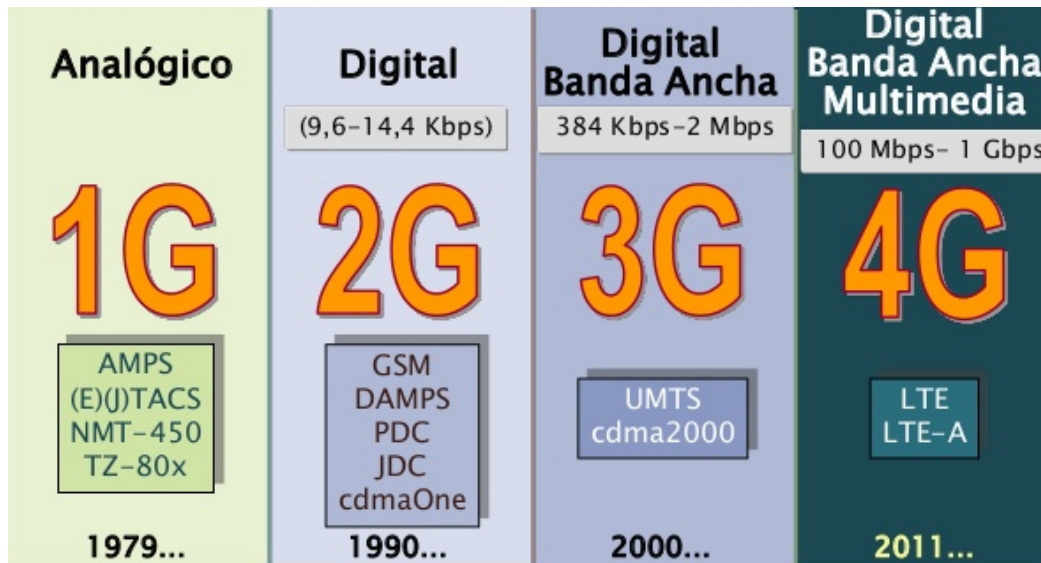 Analógico
1G
AMPS
(E)(J)TACS
NMT-450
TZ-80x
1979...
Digital
(9,6-14,4 Kbps)
2G
GSM
DAMPS
PDC
JDC
cdmaOne
1990...
Digital
Banda Ancha
384 Kbps-2 Mbps
3G
UMTS
cdma2000
2000...
Digital
Banda Ancha
Multimedia
100 Mbps- 1 Gbps
4G
LTE
LTE-A
2011...